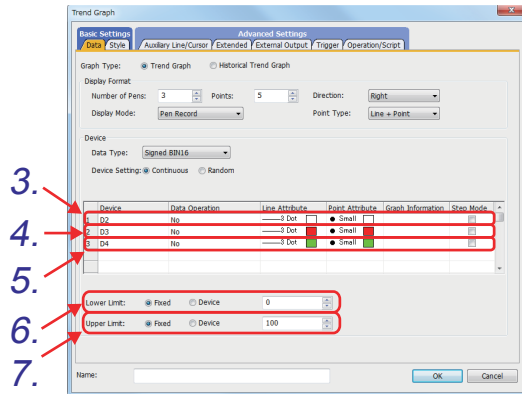 Trend Graph
Basic Settings Advanced Settings
Data Style Auxiliary Line/Cursor Extended External Output Trigger Operation/Script
Graph Type: Trend Graph Historical Trend Graph
Display Format
Number of Pens: 3 Points: 5 Direction: Right
Display Mode: Pen Record Point Type: Line + Point
Device
Data Type: Signed BIN16
Device Setting: Continuous Random
3.
Device Data Operation Line Attribute Point Attribute Graph Information Step Mode
1 D2 No 3 Dot Small
4.
2 D3 No 3 Dot Small
3 D4 No 3 Dot Small
5.
Lower Limit: Fixed Device 0
6.
Upper Limit: Fixed Device 100
7.
Name: OK Cancel